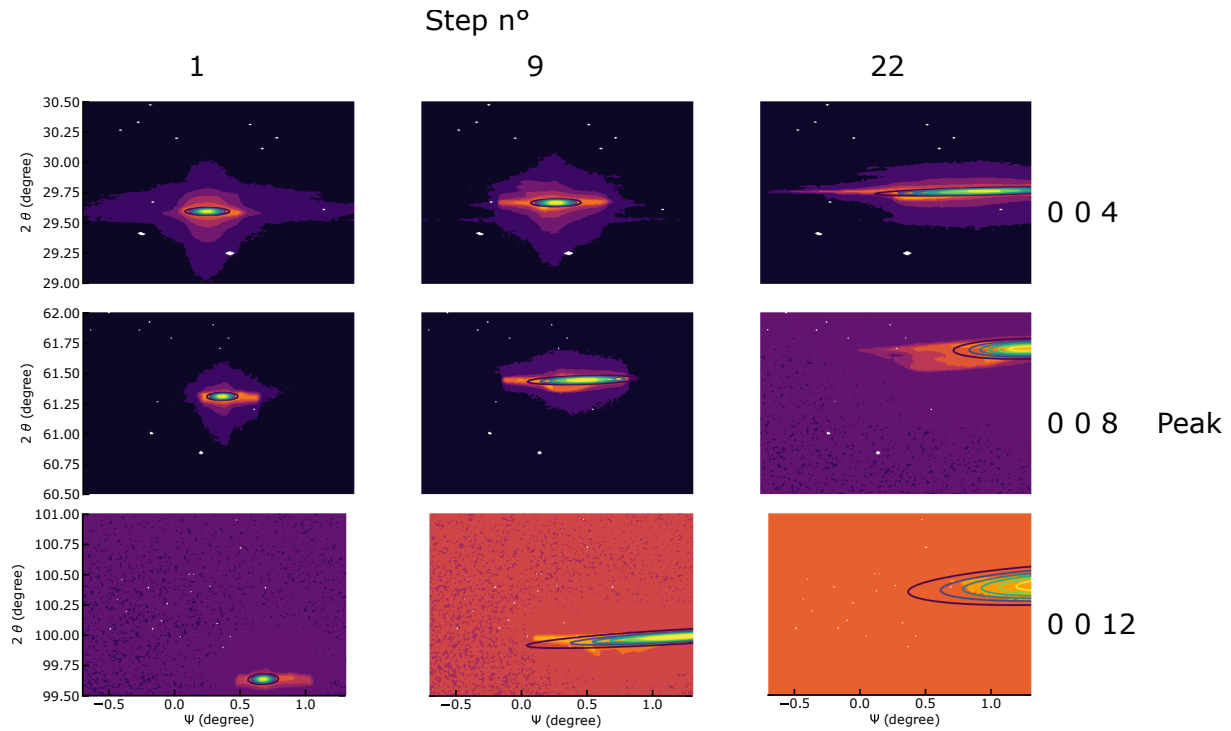 Step n°
1 9 22
30.50
30.00
29.75
29.50
29.25
29.00
2 θ (degree)
0 0 4
62.00
61.75
61.50
61.25
61.00
60.75
60.50
2 θ (degree)
0 0 8 Peak
101.00
100.75
100.50
100.25
100.00
99.75
99.50
2 θ (degree)
0 0 12
−0.5 0.0 0.5 1.0
Ψ (degree)
−0.5 0.0 0.5 1.0
Ψ (degree)
−0.5 0.0 0.5 1.0
Ψ (degree)